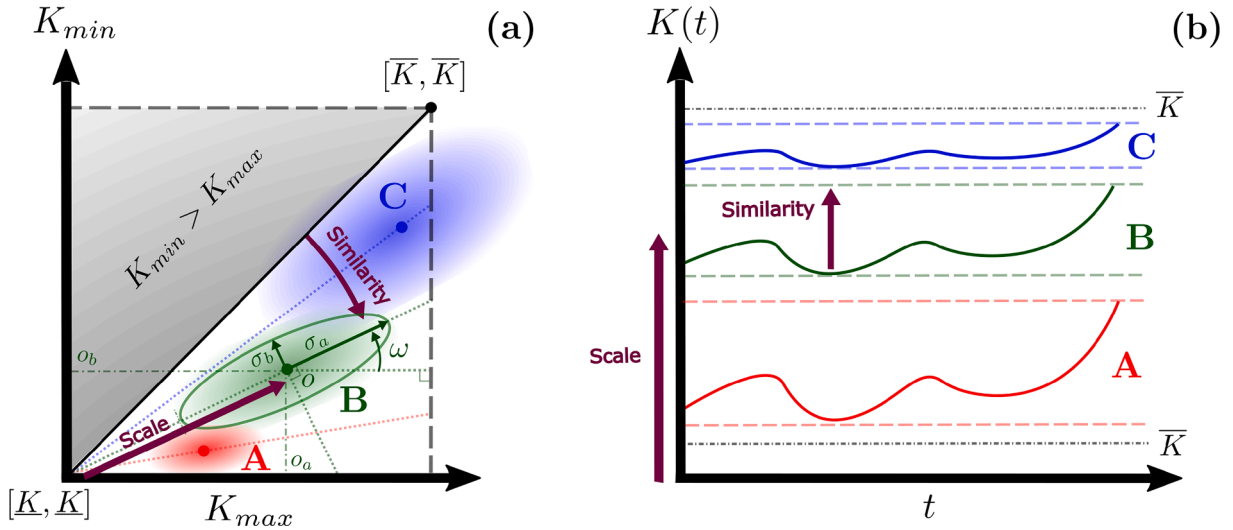 K_{min}
(a)
[\overline{K}, \overline{K}]
K_{min} > K_{max}
C
Similarity
o_b
σ_b
σ_a
ω
o
B
Scale
A
o_a
[\underline{K}, \underline{K}]
K_{max}
K(t)
(b)
\overline{K}
C
Similarity
B
Scale
A
\overline{K}
t